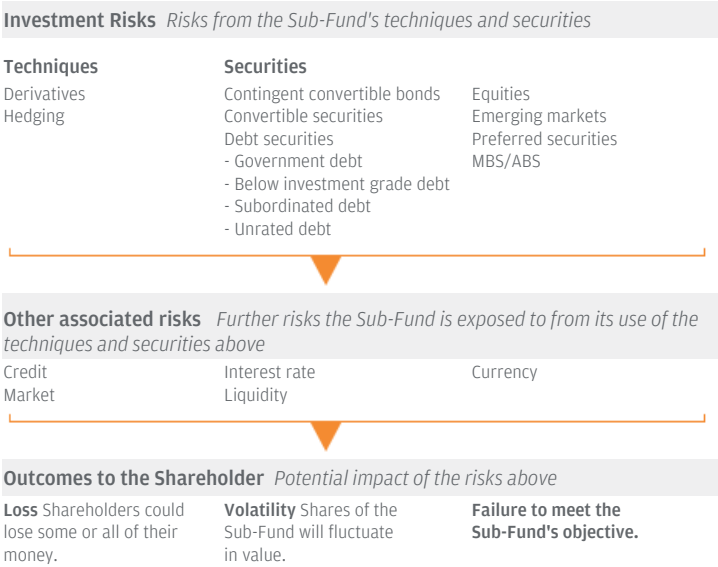 Investment Risks Risks from the Sub-Fund's techniques and securities
Techniques
Derivatives
Hedging
Securities
Contingent convertible bonds
Convertible securities
Debt securities
- Government debt
- Below investment grade debt
- Subordinated debt
- Unrated debt
Equities
Emerging markets
Preferred securities
MBS/ABS
Other associated risks Further risks the Sub-Fund is exposed to from its use of the
techniques and securities above
Credit
Market
Interest rate
Liquidity
Currency
Outcomes to the Shareholder Potential impact of the risks above
Loss Shareholders could
lose some or all of their
money.
Volatility Shares of the
Sub-Fund will fluctuate
in value.
Failure to meet the
Sub-Fund's objective.